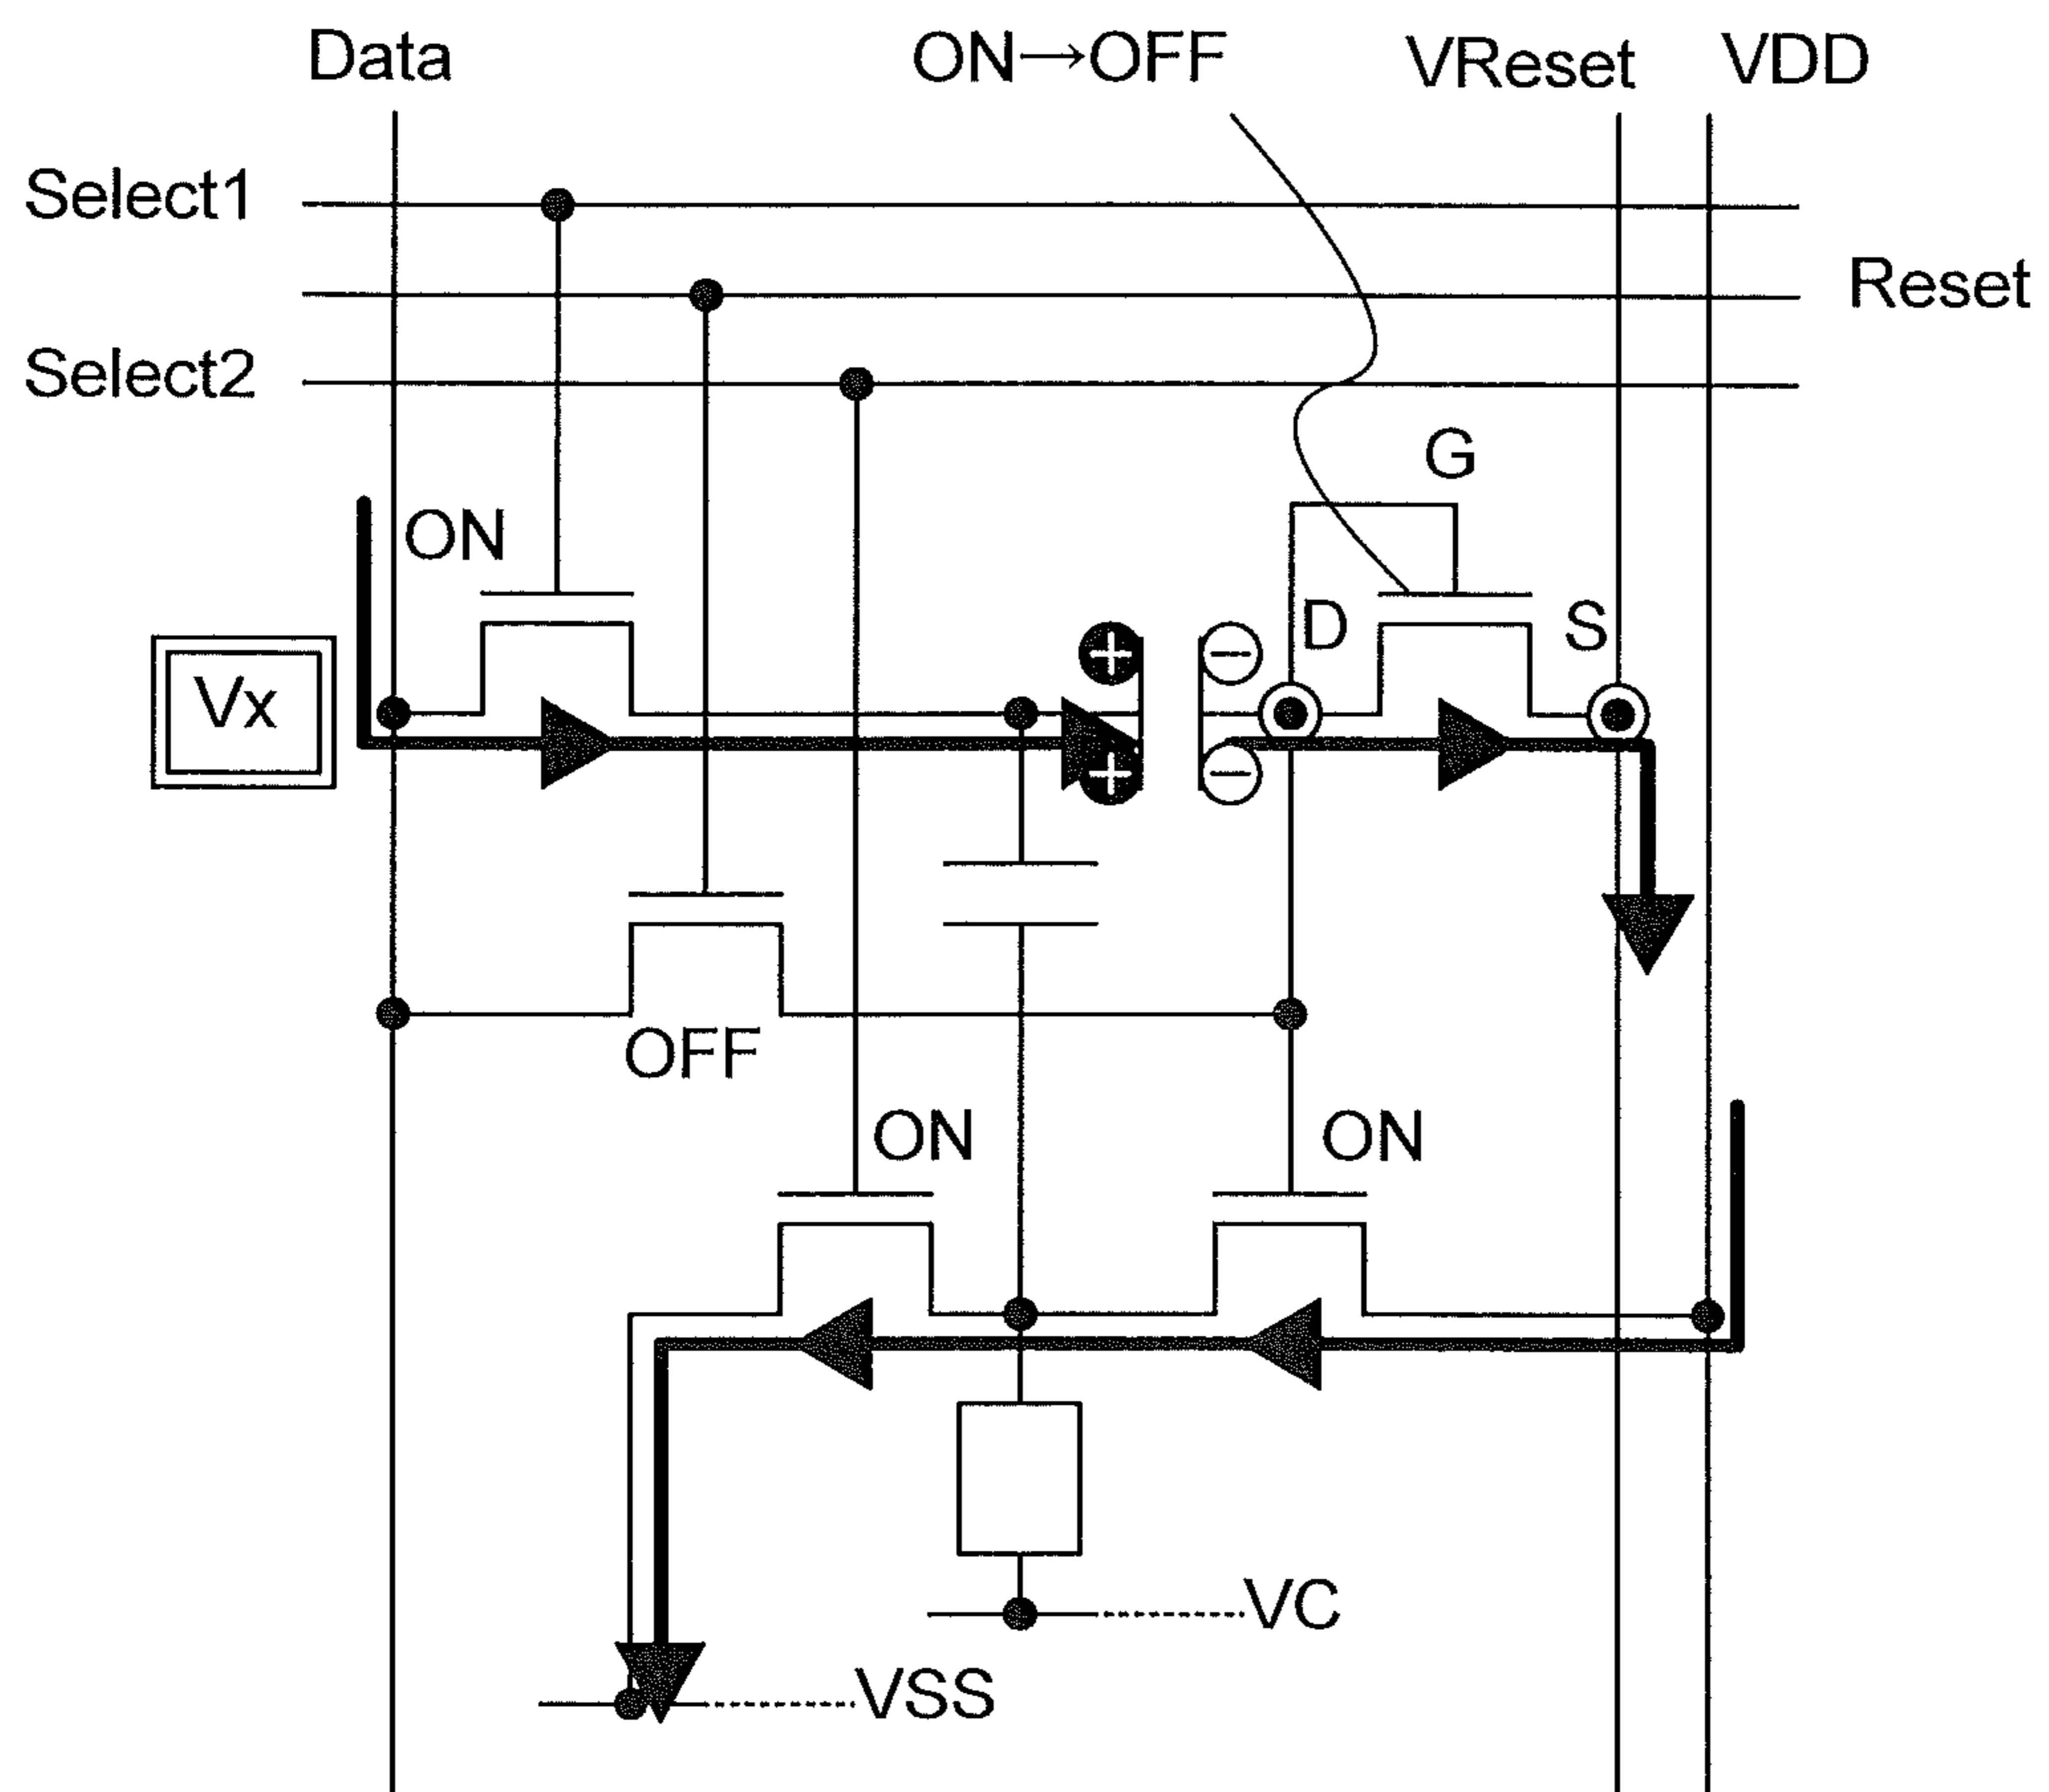 Data
ON→OFF
VReset
VDD
Select1
Reset
Select2
G
ON
D
S
Vx
+
−
+
−
OFF
ON
ON
VC
VSS